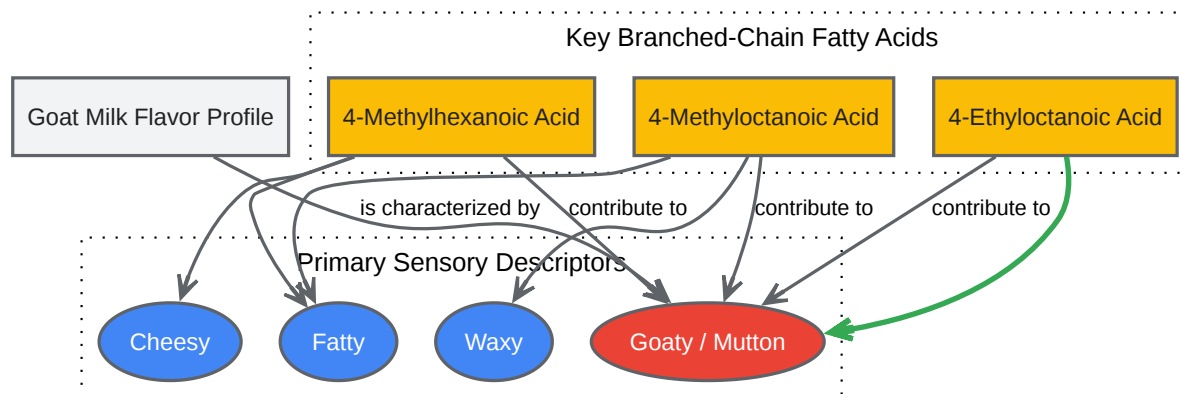 Key Branched-Chain Fatty Acids
Goat Milk Flavor Profile
4-Methylhexanoic Acid
4-Methyloctanoic Acid
4-Ethyloctanoic Acid
is characterized by
contribute to
contribute to
contribute to
Primary Sensory Descriptors
Cheesy
Fatty
Waxy
Goaty / Mutton